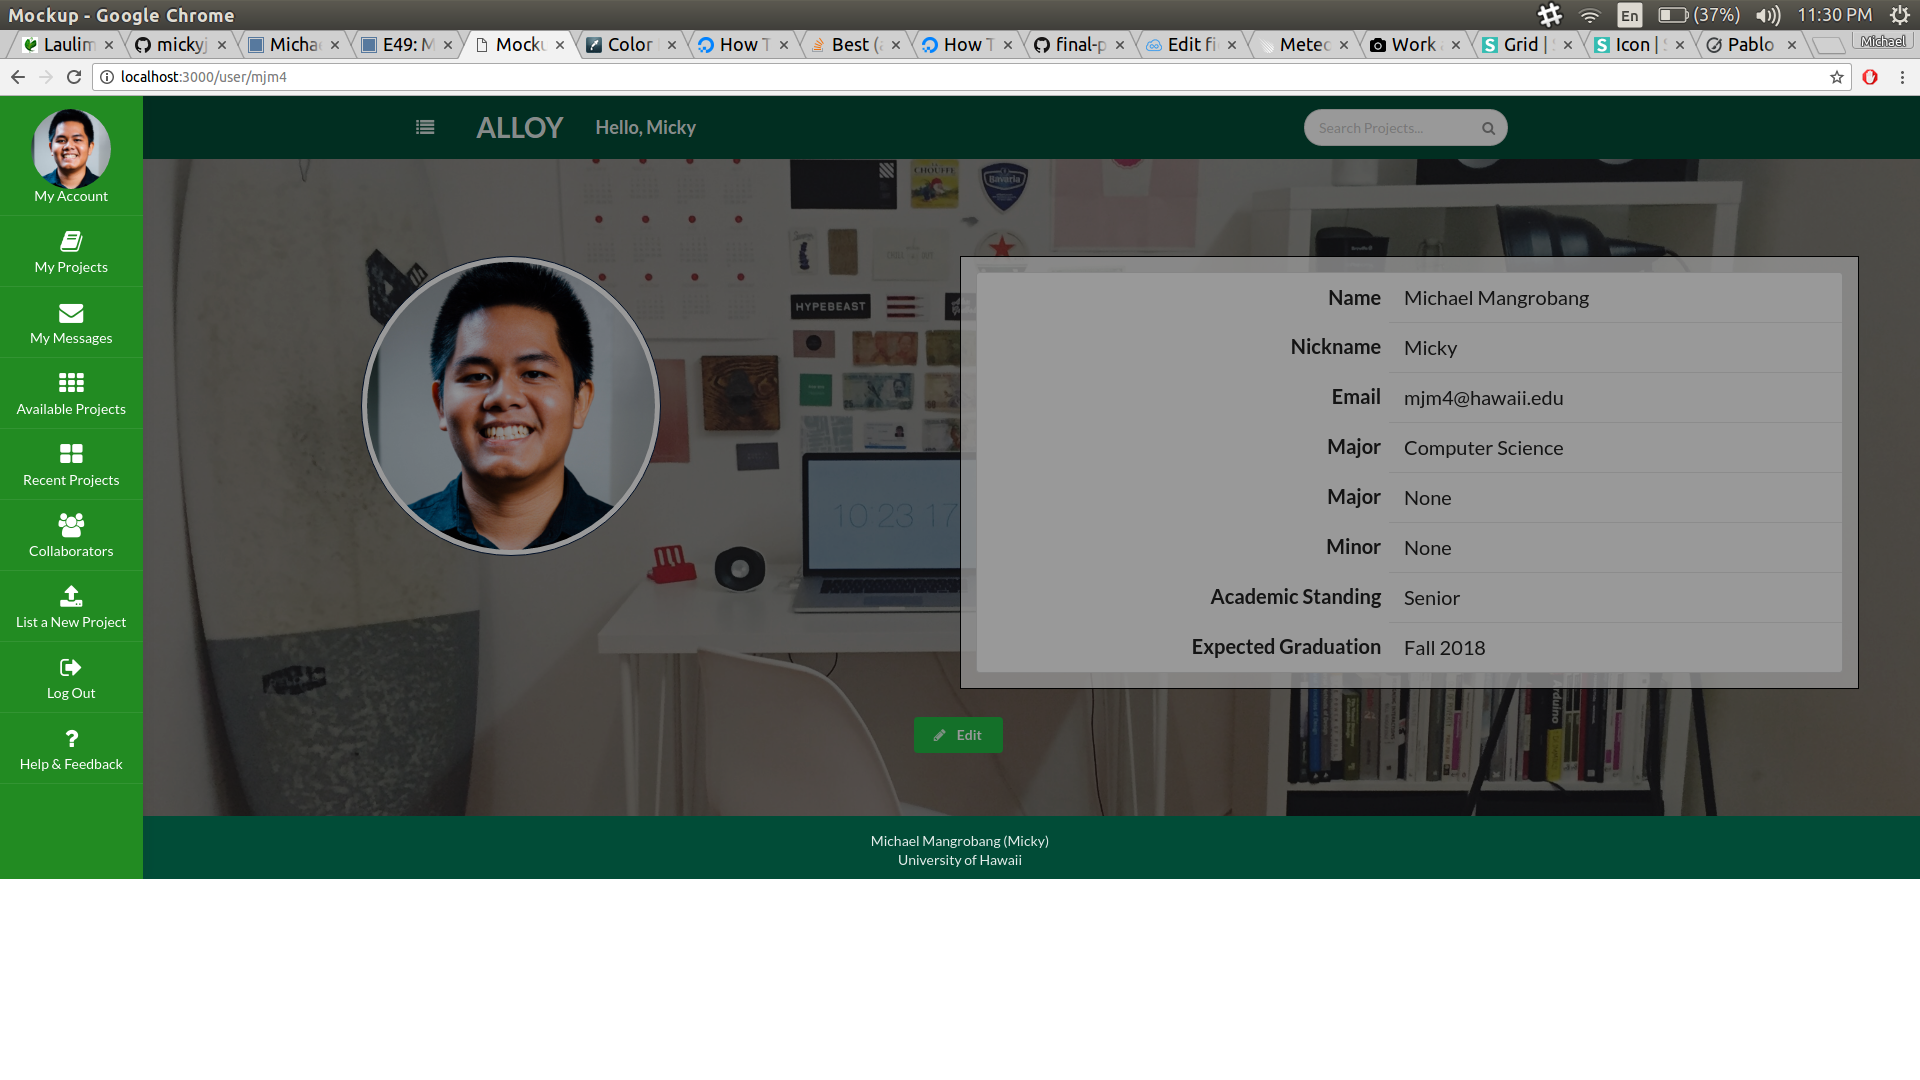 Mockup - Google Chrome
En
(37%)
11:30 PM
Laulim
micky
Micha
E49: M
Mocku
Color
How T
Best (
How T
final-p
Edit fi
Metec
Work
Grid | S
Icon | S
Pablo
Michael
localhost:3000/user/mjm4
My Account
My Projects
My Messages
Available Projects
Recent Projects
Collaborators
List a New Project
Log Out
Help & Feedback
ALLOY
Hello, Micky
Search Projects...
CHOUFFE
Bavaria
HYPEBEAST
10 23 17
Arduino
Name Michael Mangrobang
Nickname Micky
Email mjm4@hawaii.edu
Major Computer Science
Major None
Minor None
Academic Standing Senior
Expected Graduation Fall 2018
Edit
Michael Mangrobang (Micky)
University of Hawaii